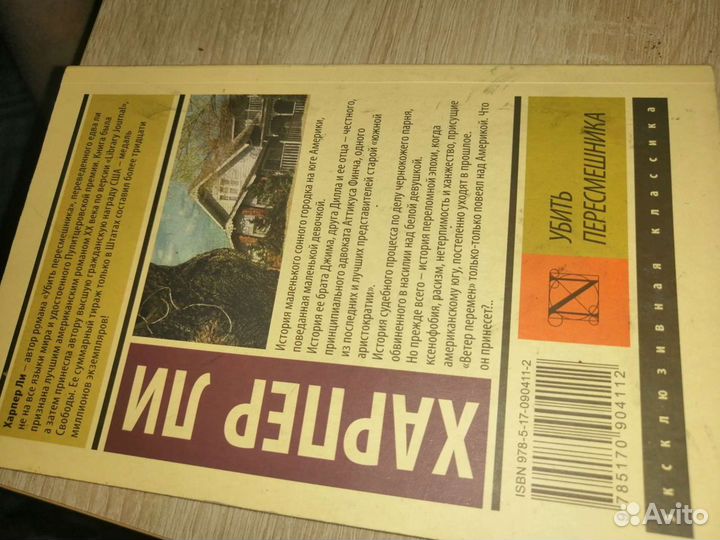 Харпер Ли – автор романа «Убить пересмешника», переведенного едва ли
не на все языки мира и удостоенного Пулитцеровской премии. Книга была
признана лучшим американским романом XX века по версии «Library Journal»,
а затем принесла автору высшую гражданскую награду США – медаль
Свободы. Ее суммарный тираж только в Штатах составил более тридцати
миллионов экземпляров!
ХАРПЕР ЛИ
История маленького сонного городка на юге Америки,
поведанная маленькой девочкой.
История ее брата Джима, друга Дилла и ее отца – честного,
принципиального адвоката Аттикуса Финча, одного
из последних и лучших представителей старой «южной
аристократии».
История судебного процесса по делу чернокожего парня,
обвиненного в насилии над белой девушкой.
Но прежде всего – история переломной эпохи, когда
ксенофобия, расизм, нетерпимость и ханжество, присущие
американскому югу, постепенно уходят в прошлое.
«Ветер перемен» только-только повеял над Америкой. Что
он принесет?..
УБИТЬ
ПЕРЕСМЕШНИКА
N
ISBN 978-5-17-090411-2
9 785170 904112
эксклюзивная классика
Avito